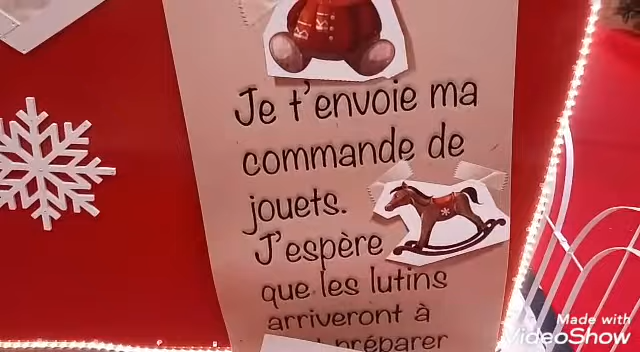 Je t'envoie ma
commande de
jouets.
J'espère
que les lutins
arriveront à
préparer
Made with
VideoShow